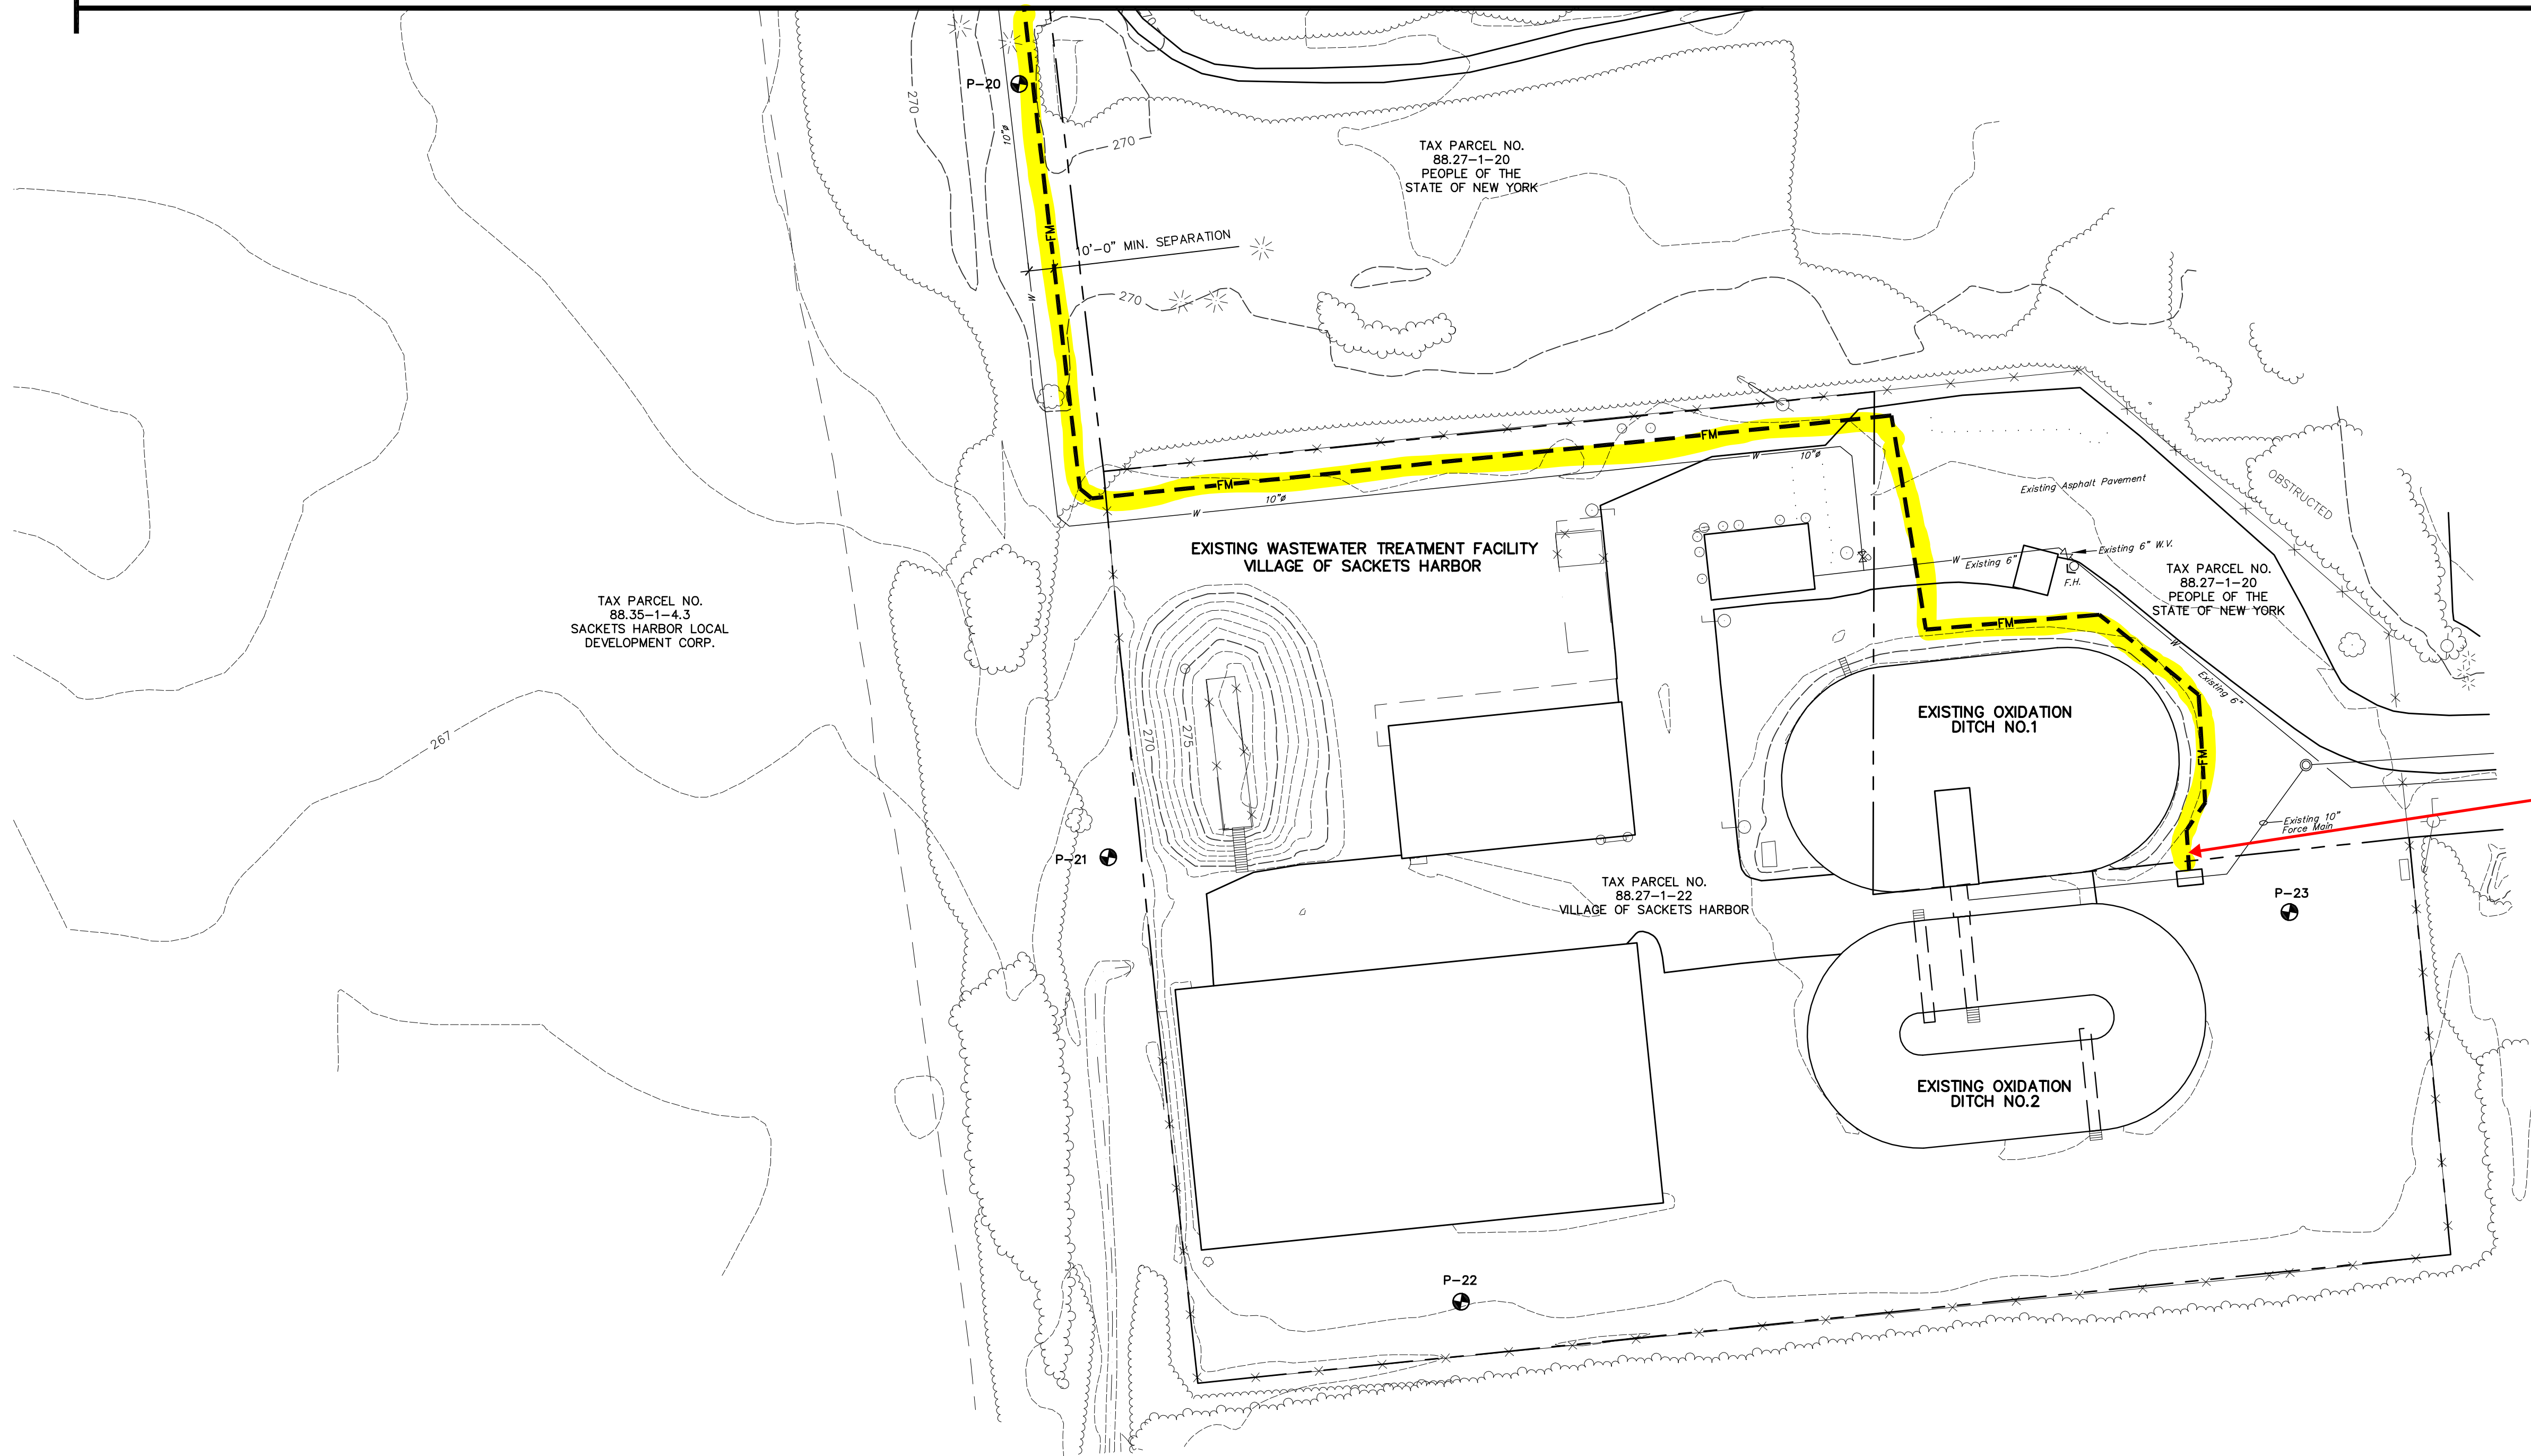 P-20
270
10"ø
270
TAX PARCEL NO.
88.27-1-20
PEOPLE OF THE
STATE OF NEW YORK
FM
10'-0" MIN. SEPARATION
W
270
FM
W
10"ø
FM
10"ø
W
Existing Asphalt Pavement
OBSTRUCTED
EXISTING WASTEWATER TREATMENT FACILITY
VILLAGE OF SACKETS HARBOR
W
Existing 6"
Existing 6" W.V.
F.H.
TAX PARCEL NO.
88.27-1-20
PEOPLE OF THE
STATE OF NEW YORK
TAX PARCEL NO.
88.35-1-4.3
SACKETS HARBOR LOCAL
DEVELOPMENT CORP.
FM
W
Existing 6"
267
270
275
EXISTING OXIDATION
DITCH NO.1
FM
Existing 10"
Force Main
P-21
TAX PARCEL NO.
88.27-1-22
VILLAGE OF SACKETS HARBOR
P-23
EXISTING OXIDATION
DITCH NO.2
P-22